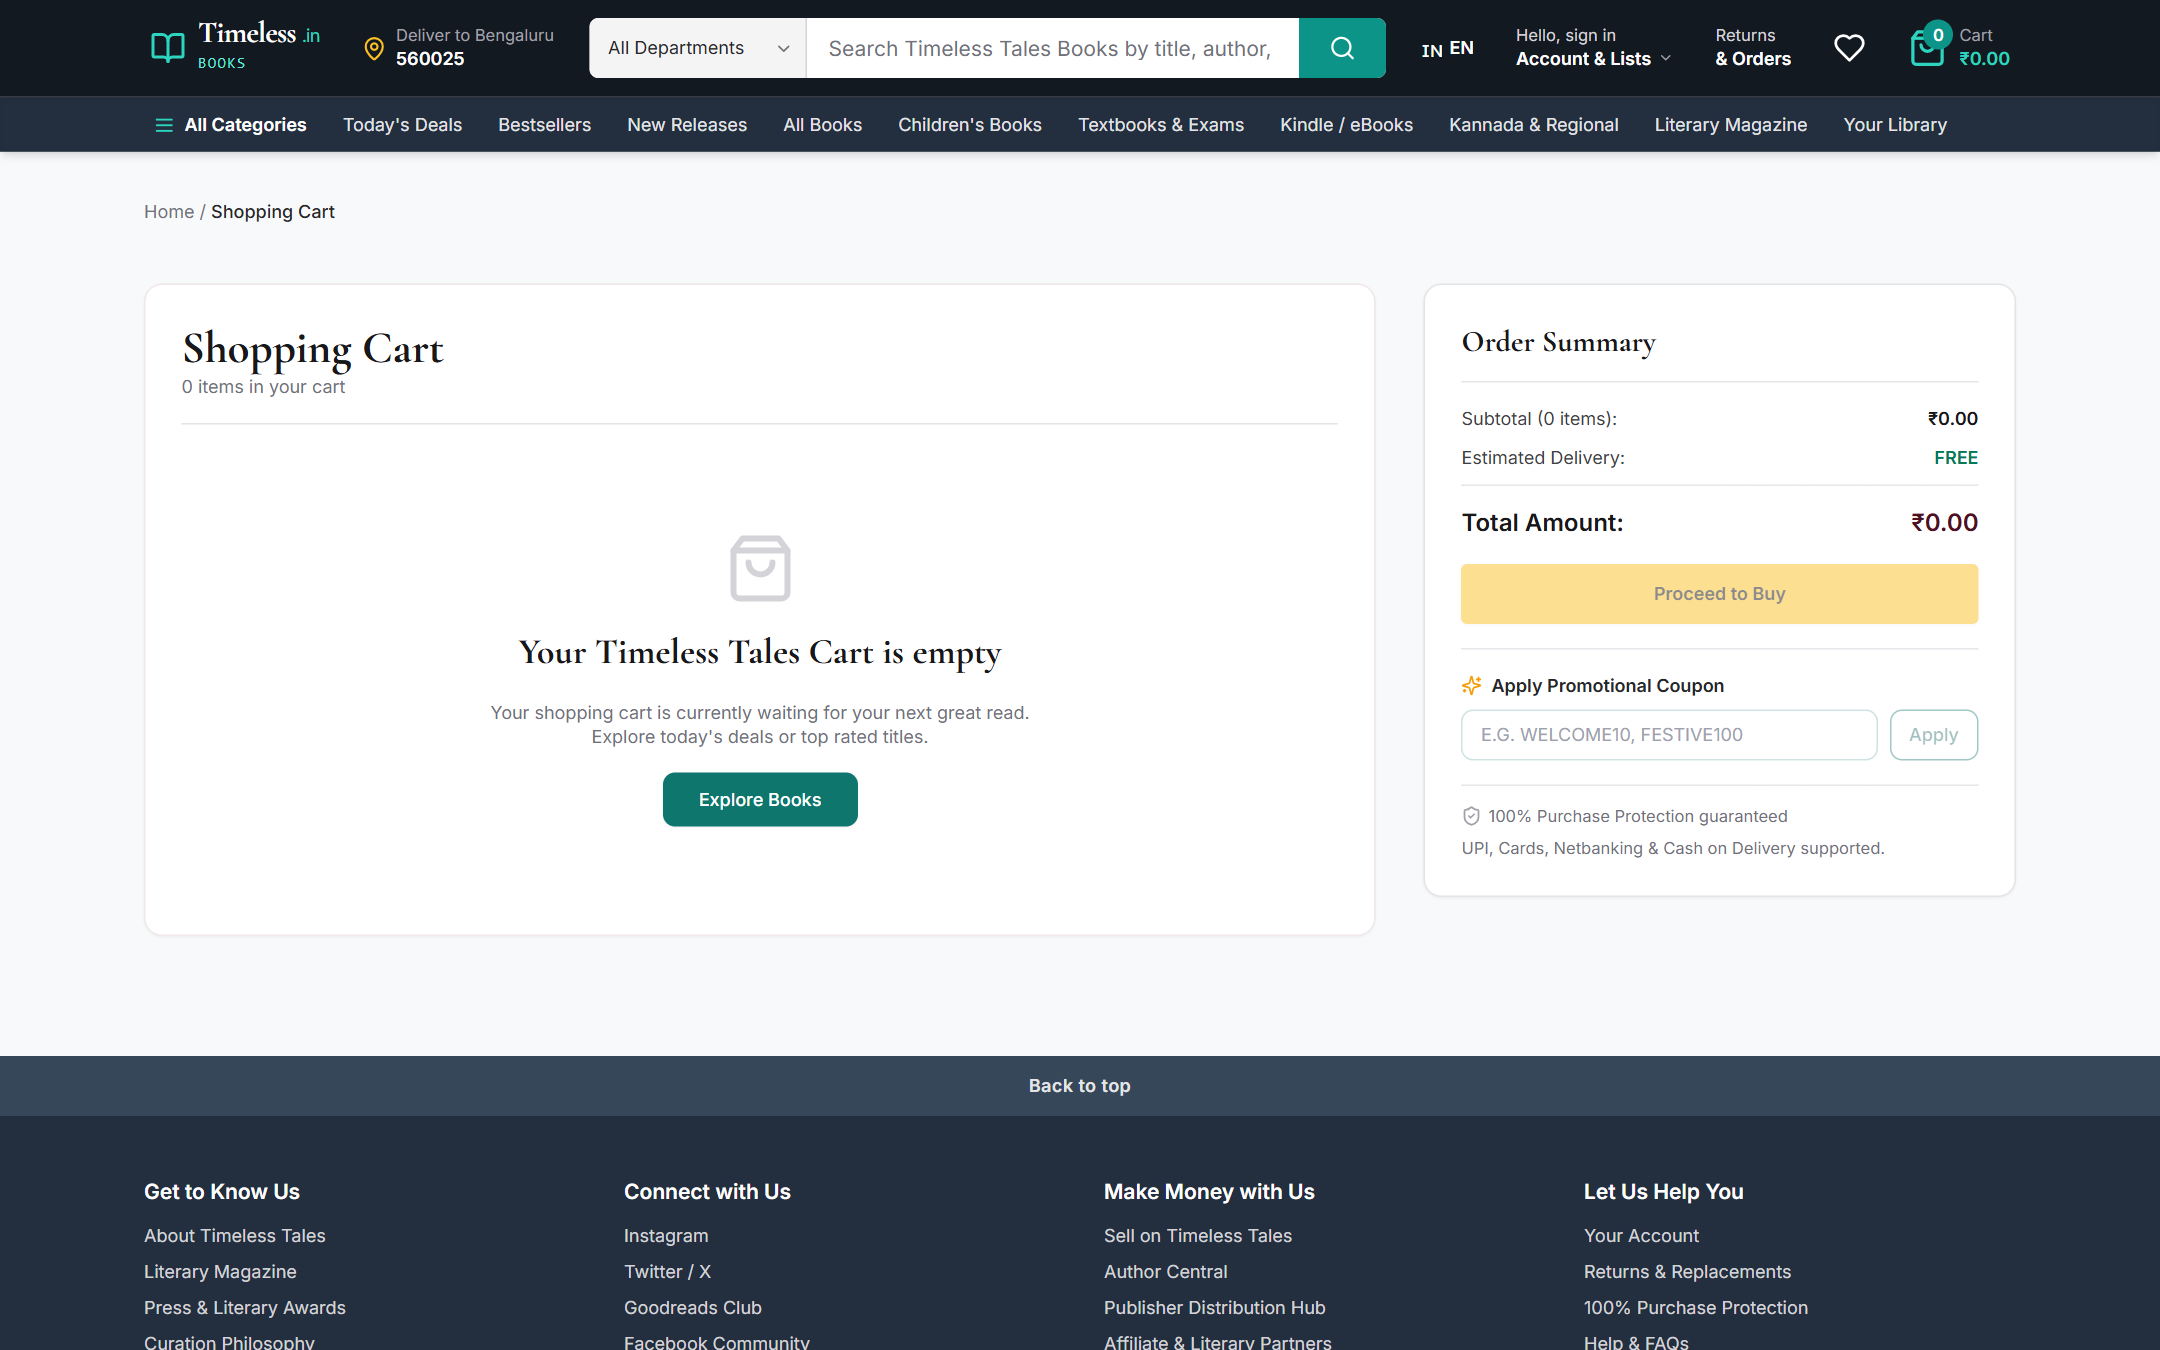 Timeless .in
BOOKS
Deliver to Bengaluru
560025
All Departments
Search Timeless Tales Books by title, author,
IN EN
Hello, sign in
Account & Lists
Returns
& Orders
0
Cart
₹0.00
All Categories
Today's Deals
Bestsellers
New Releases
All Books
Children's Books
Textbooks & Exams
Kindle / eBooks
Kannada & Regional
Literary Magazine
Your Library
Home / Shopping Cart
Shopping Cart
0 items in your cart
Your Timeless Tales Cart is empty
Your shopping cart is currently waiting for your next great read.
Explore today's deals or top rated titles.
Explore Books
Order Summary
Subtotal (0 items): ₹0.00
Estimated Delivery: FREE
Total Amount: ₹0.00
Proceed to Buy
Apply Promotional Coupon
E.G. WELCOME10, FESTIVE100
Apply
100% Purchase Protection guaranteed
UPI, Cards, Netbanking & Cash on Delivery supported.
Back to top
Get to Know Us
About Timeless Tales
Literary Magazine
Press & Literary Awards
Curation Philosophy
Connect with Us
Instagram
Twitter / X
Goodreads Club
Facebook Community
Make Money with Us
Sell on Timeless Tales
Author Central
Publisher Distribution Hub
Affiliate & Literary Partners
Let Us Help You
Your Account
Returns & Replacements
100% Purchase Protection
Help & FAQs